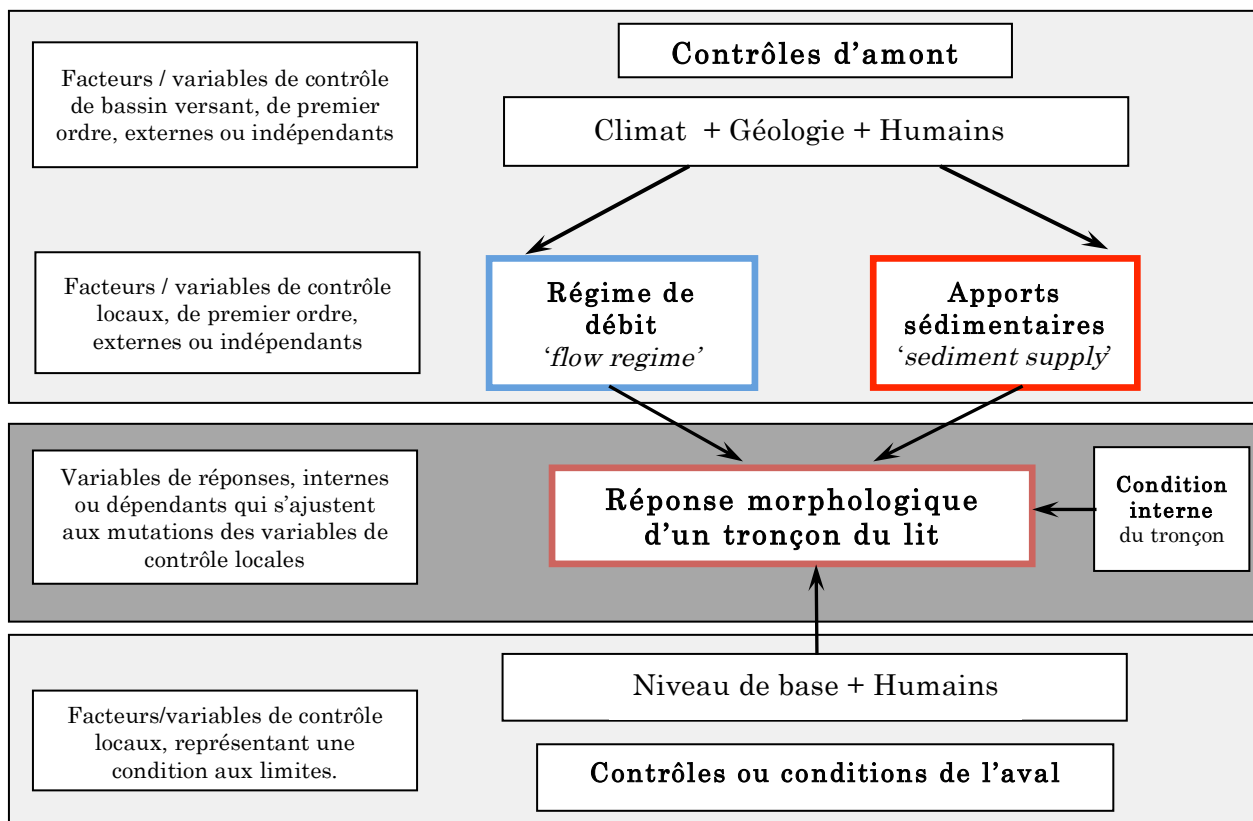 Contrôles d’amont
Facteurs / variables de contrôle
de bassin versant, de premier
ordre, externes ou indépendants
Climat + Géologie + Humains
Facteurs / variables de contrôle
locaux, de premier ordre,
externes ou indépendants
Régime de
débit
‘flow regime’
Apports
sédimentaires
‘sediment supply’
Variables de réponses, internes
ou dépendants qui s’ajustent
aux mutations des variables de
contrôle locales
Réponse morphologique
d’un tronçon du lit
Condition
interne
du tronçon
Niveau de base + Humains
Facteurs/variables de contrôle
locaux, représentant une
condition aux limites.
Contrôles ou conditions de l’aval